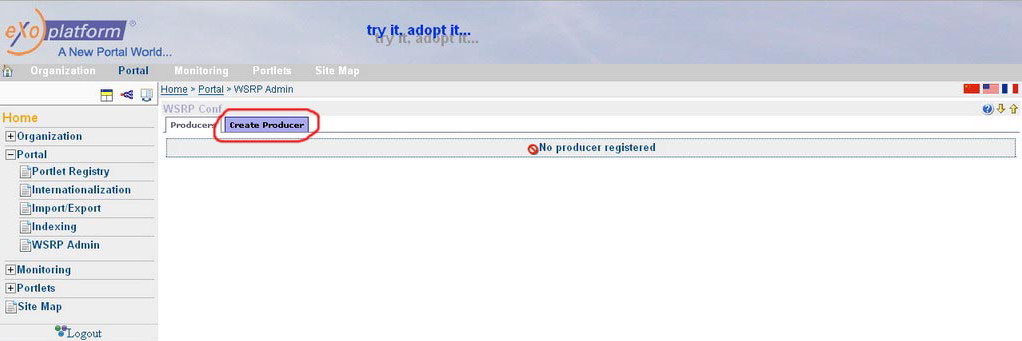 eXo platform ®
A New Portal World...
try it, adopt it...
try it, adopt it...
Organization Portal Monitoring Portlets Site Map
Home > Portal > WSRP Admin
Home
Organization
Portal
Portlet Registry
Internationalization
Import/Export
Indexing
WSRP Admin
Monitoring
Portlets
Site Map
Logout
WSRP Conf
Producers Create Producer
No producer registered